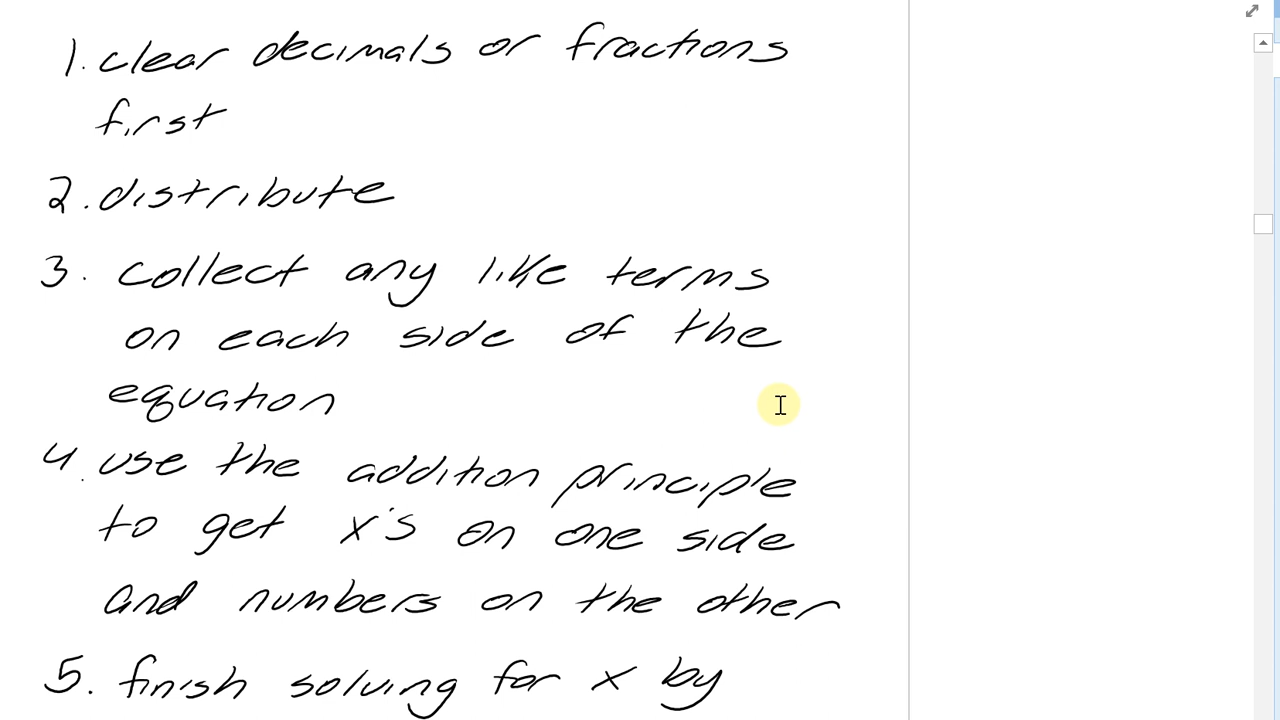 1. clear decimals or fractions
first
2. distribute
3. collect any like terms
on each side of the
equation
4. use the addition principle
to get x's on one side
and numbers on the other
5. finish solving for x by